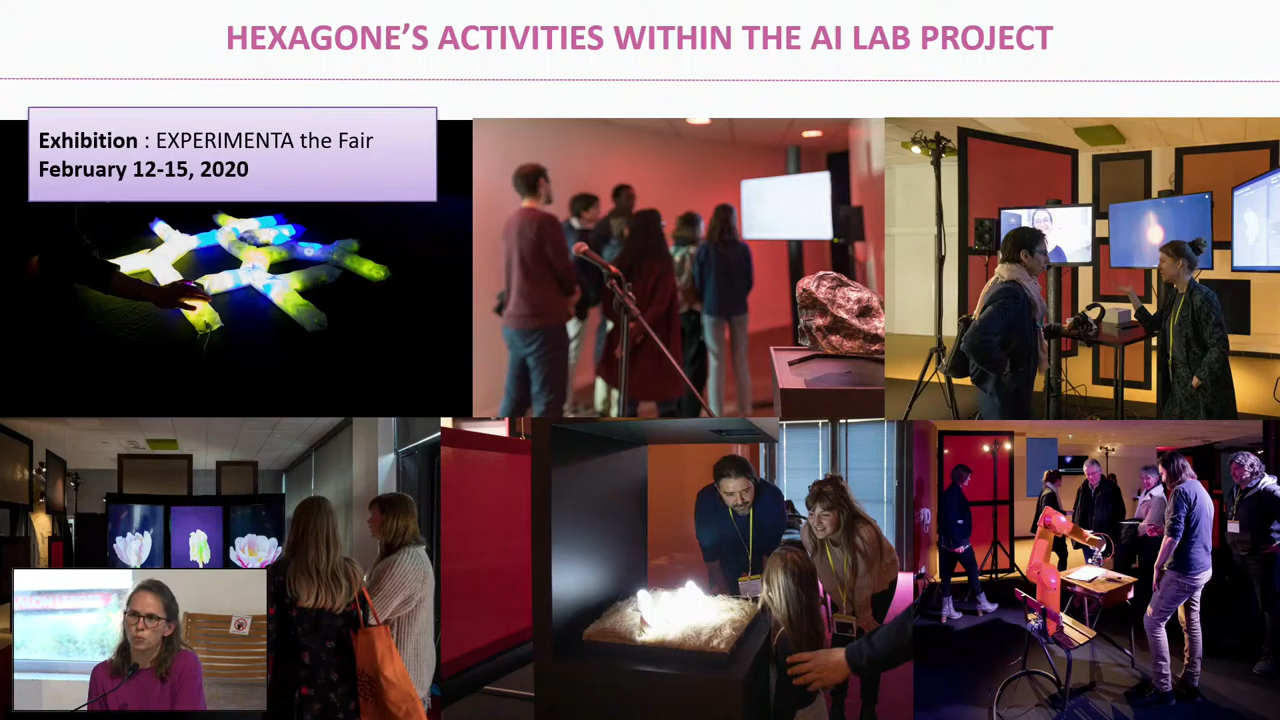 HEXAGONE’S ACTIVITIES WITHIN THE AI LAB PROJECT
Exhibition : EXPERIMENTA the Fair
February 12-15, 2020